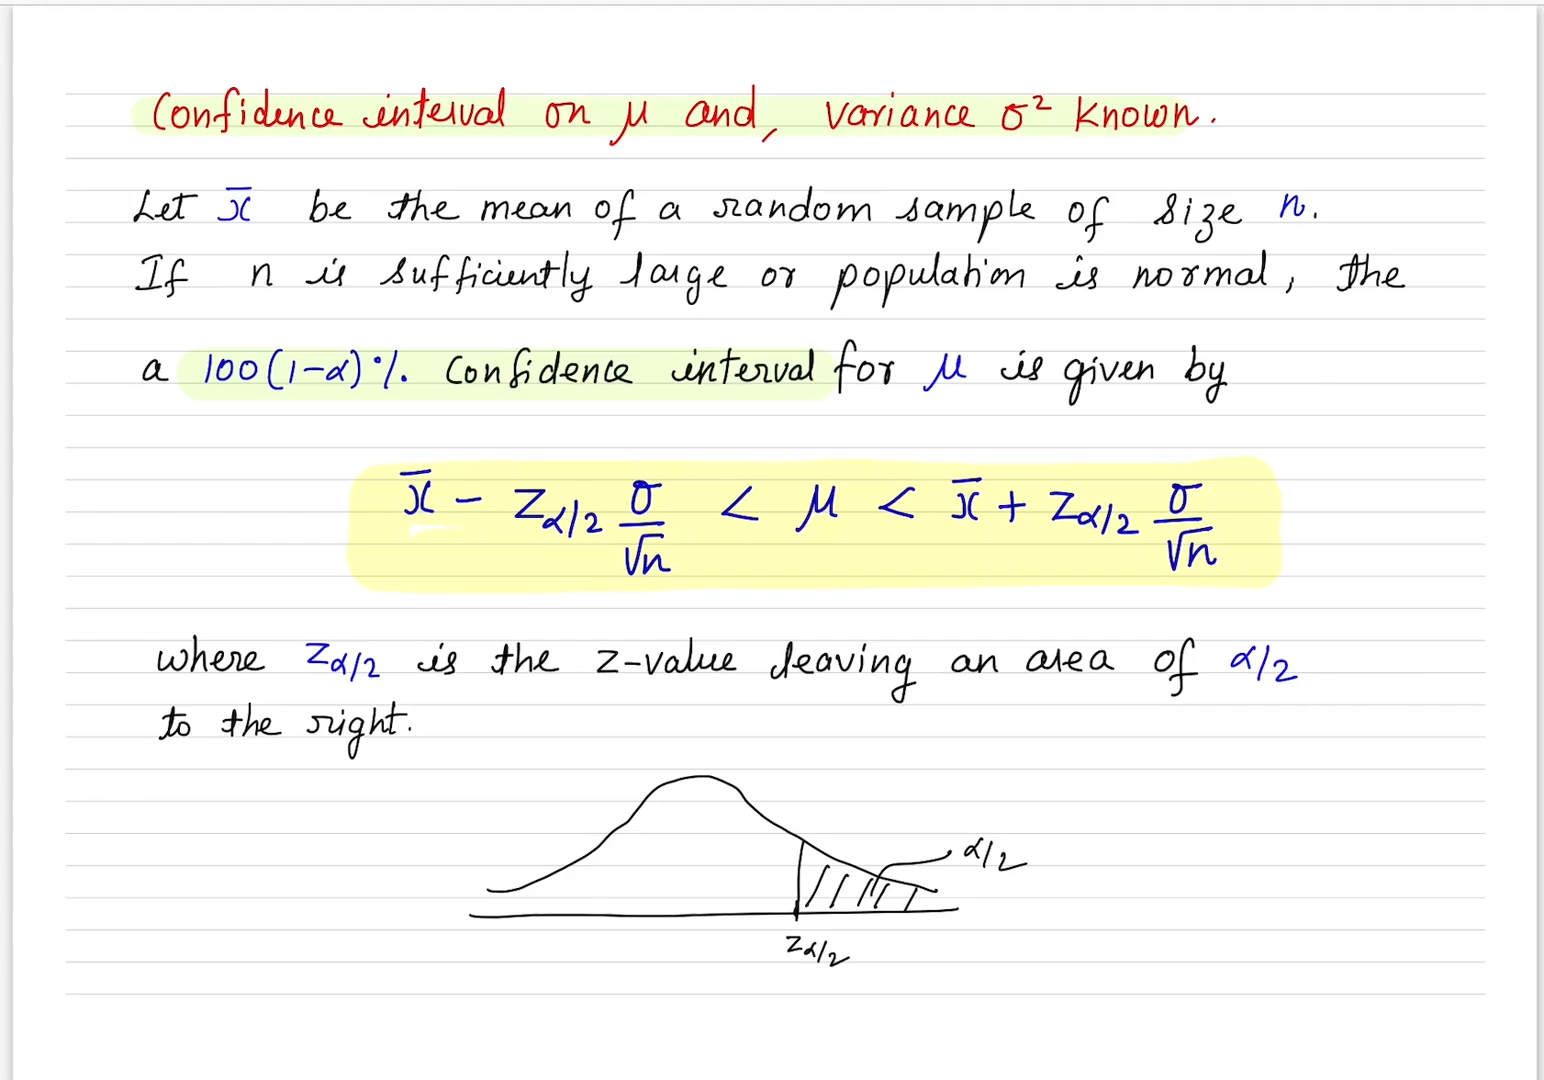 Confidence interval on μ and, variance σ² known.
Let x̄ be the mean of a random sample of size n.
If n is sufficiently large or population is normal, the
a 100(1-α)%. Confidence interval for μ is given by
x̄ - zα/2 σ/√n < μ < x̄ + zα/2 σ/√n
where zα/2 is the z-value leaving an area of α/2
to the right.
α/2
zα/2